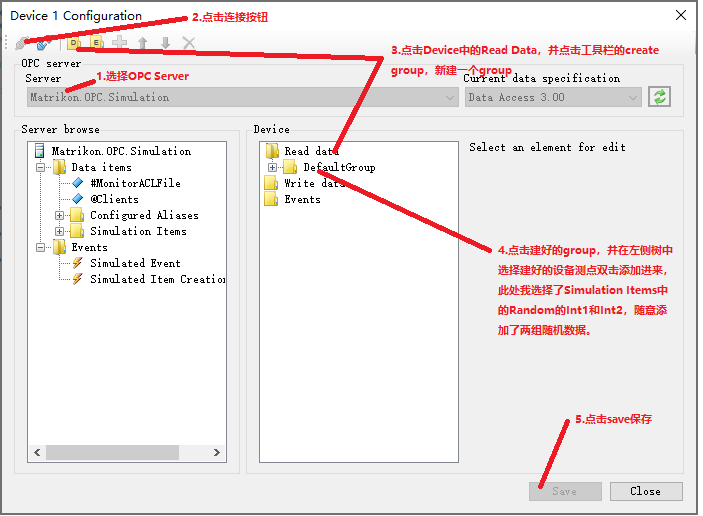 Device 1 Configuration
2.点击连接按钮
D
E
OPC server
Server
1.选择OPC Server
3.点击Device中的Read Data，并点击工具栏的create
group，新建一个group
Current data specification
Matrikon.OPC.Simulation
Data Access 3.00
Server browse
Matrikon.OPC.Simulation
Data items
#MonitorACLFile
@Clients
Configured Aliases
Simulation Items
Events
Simulated Event
Simulated Item Creation
Device
Read data
DefaultGroup
Write data
Events
Select an element for edit
4.点击建好的group，并在左侧树中
选择建好的设备测点双击添加进来，
此处我选择了Simulation Items中
的Random的Int1和Int2，随意添加
了两组随机数据。
5.点击save保存
Save
Close